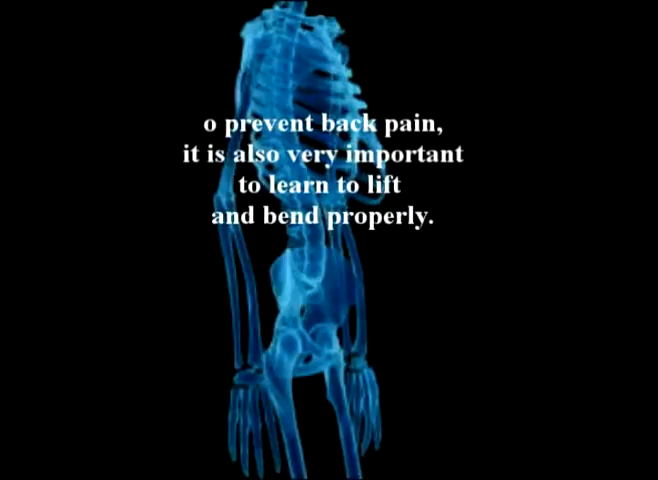 o prevent back pain,
it is also very important
to learn to lift
and bend properly.